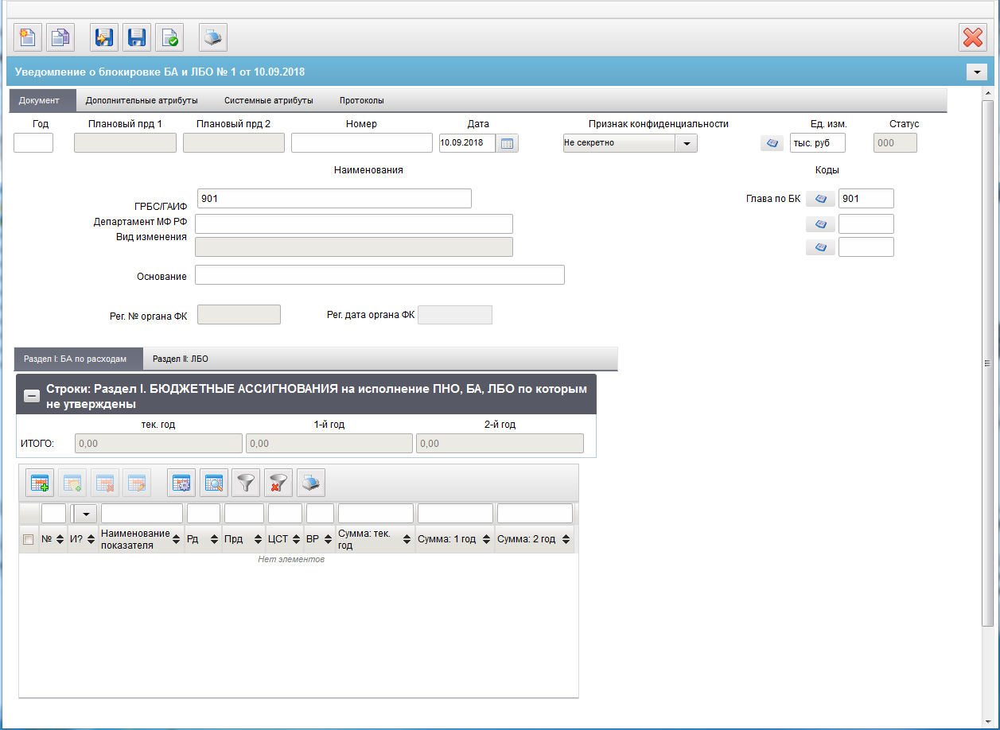 Уведомление о блокировке БА и ЛБО № 1 от 10.09.2018
Документ Дополнительные атрибуты Системные атрибуты Протоколы
Год Плановый прд 1 Плановый прд 2 Номер Дата Признак конфиденциальности Ед. изм. Статус
10.09.2018 Не секретно тыс. руб 000
Наименования Коды
ГРБС/ГАИФ 901 Глава по БК 901
Департамент МФ РФ
Вид изменения
Основание
Рег. № органа ФК Рег. дата органа ФК
Раздел I: БА по расходам Раздел II: ЛБО
Строки: Раздел I. БЮДЖЕТНЫЕ АССИГНОВАНИЯ на исполнение ПНО, БА, ЛБО по которым
не утверждены
тек. год 1-й год 2-й год
ИТОГО: 0,00 0,00 0,00
№ И? Наименование показателя Рд Прд ЦСТ ВР Сумма: тек. год Сумма: 1 год Сумма: 2 год
Нет элементов